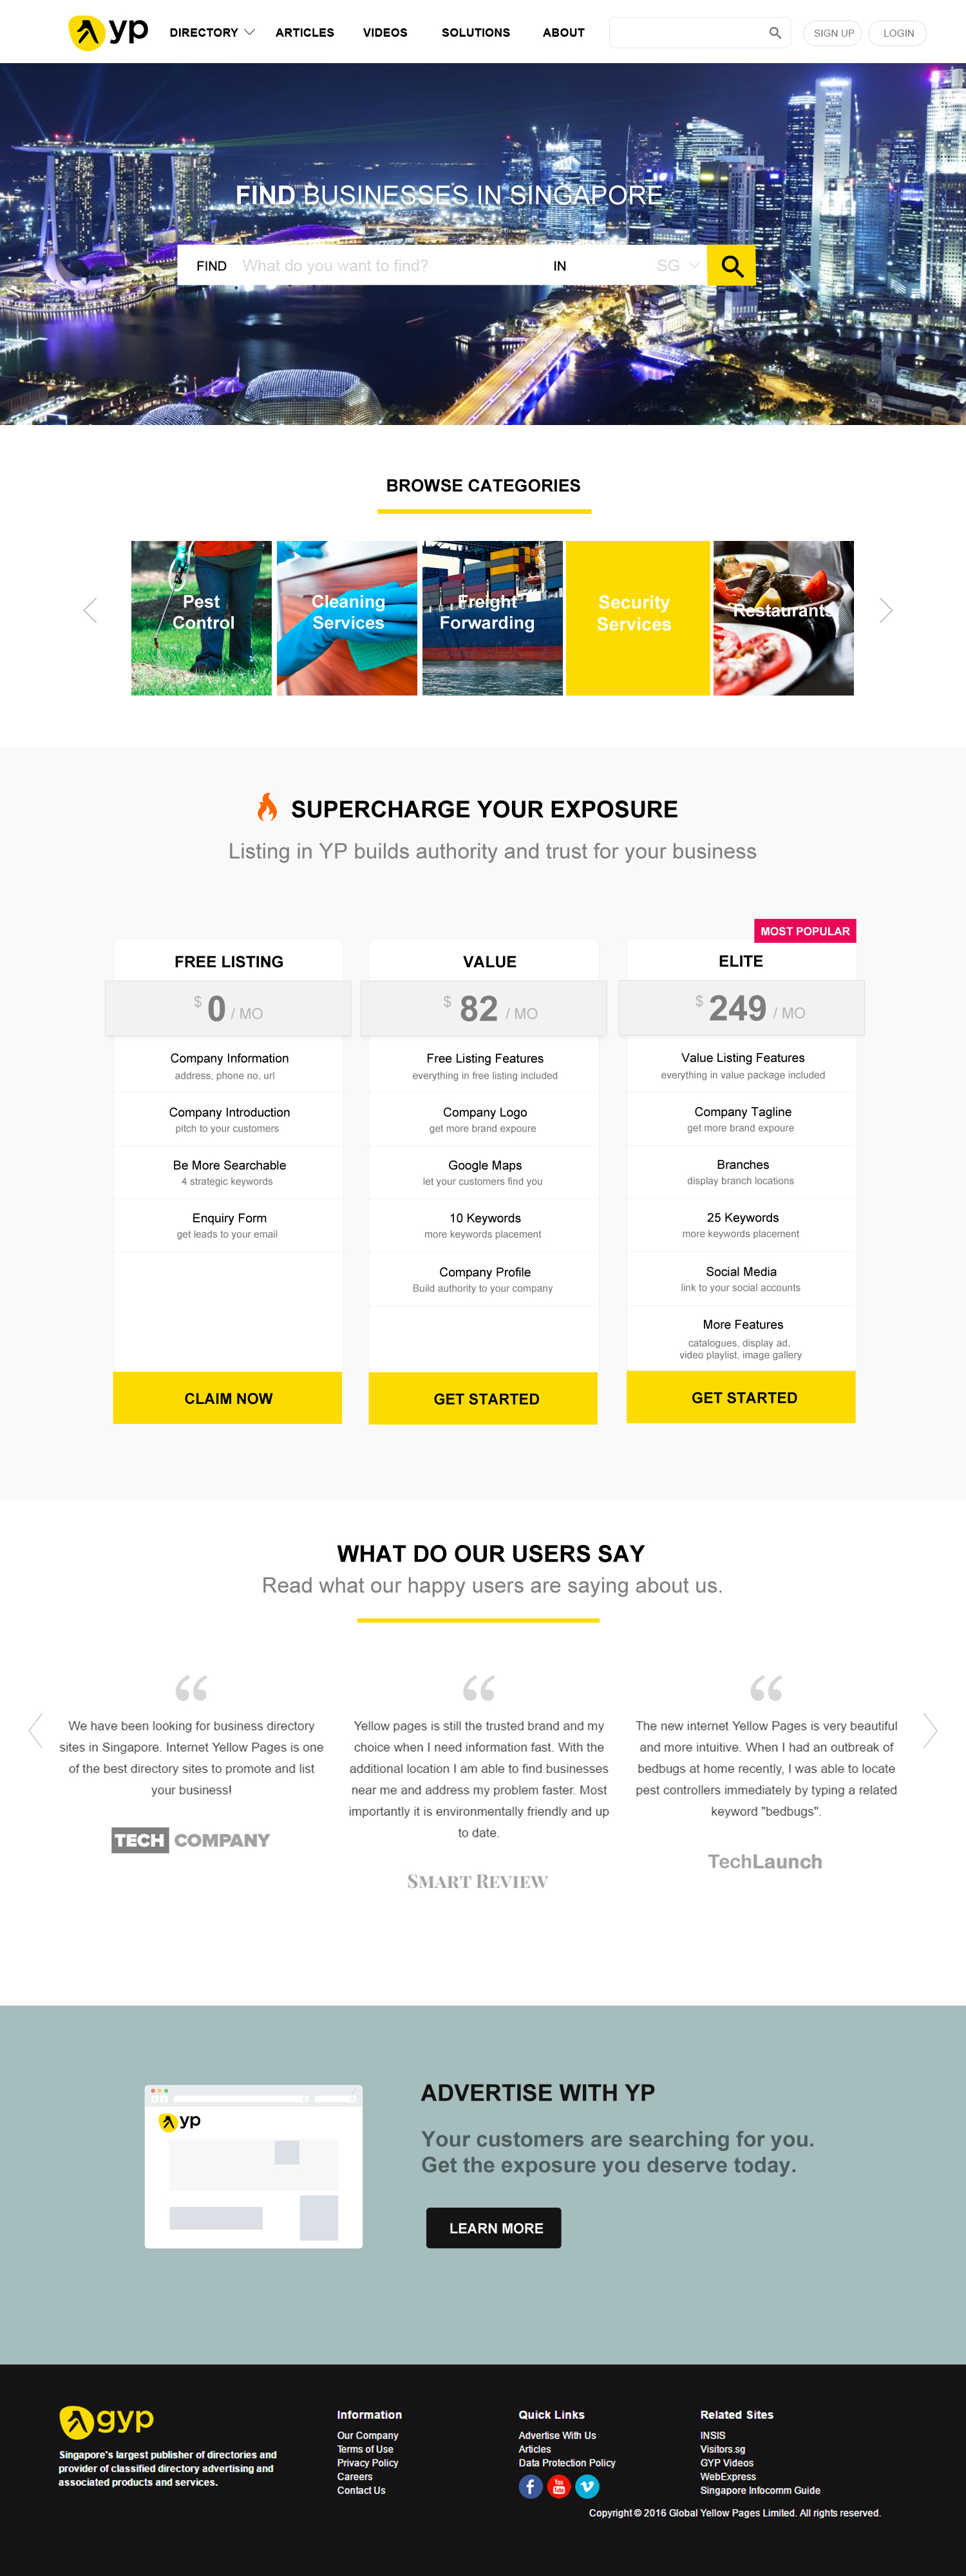 yp DIRECTORY ARTICLES VIDEOS SOLUTIONS ABOUT SIGN UP LOGIN
FIND BUSINESSES IN SINGAPORE
FIND What do you want to find? IN SG
BROWSE CATEGORIES
Pest
Control
Cleaning
Services
Freight
Forwarding
Security
Services
Restaurants
SUPERCHARGE YOUR EXPOSURE
Listing in YP builds authority and trust for your business
FREE LISTING
$ 0 / MO
Company Information
address, phone no, url
Company Introduction
pitch to your customers
Be More Searchable
4 strategic keywords
Enquiry Form
get leads to your email
CLAIM NOW
VALUE
$ 82 / MO
Free Listing Features
everything in free listing included
Company Logo
get more brand expoure
Google Maps
let your customers find you
10 Keywords
more keywords placement
Company Profile
Build authority to your company
GET STARTED
MOST POPULAR
ELITE
$ 249 / MO
Value Listing Features
everything in value package included
Company Tagline
get more brand expoure
Branches
display branch locations
25 Keywords
more keywords placement
Social Media
link to your social accounts
More Features
catalogues, display ad,
video playlist, image gallery
GET STARTED
WHAT DO OUR USERS SAY
Read what our happy users are saying about us.
“
We have been looking for business directory
sites in Singapore. Internet Yellow Pages is one
of the best directory sites to promote and list
your business!
TECH COMPANY
“
Yellow pages is still the trusted brand and my
choice when I need information fast. With the
additional location I am able to find businesses
near me and address my problem faster. Most
importantly it is environmentally friendly and up
to date.
SMART REVIEW
“
The new internet Yellow Pages is very beautiful
and more intuitive. When I had an outbreak of
bedbugs at home recently, I was able to locate
pest controllers immediately by typing a related
keyword "bedbugs".
TechLaunch
yp
ADVERTISE WITH YP
Your customers are searching for you.
Get the exposure you deserve today.
LEARN MORE
gyp
Singapore's largest publisher of directories and
provider of classified directory advertising and
associated products and services.
Information
Our Company
Terms of Use
Privacy Policy
Careers
Contact Us
Quick Links
Advertise With Us
Articles
Data Protection Policy
f You Tube v
Related Sites
INSIS
Visitors.sg
GYP Videos
WebExpress
Singapore Infocomm Guide
Copyright © 2016 Global Yellow Pages Limited. All rights reserved.